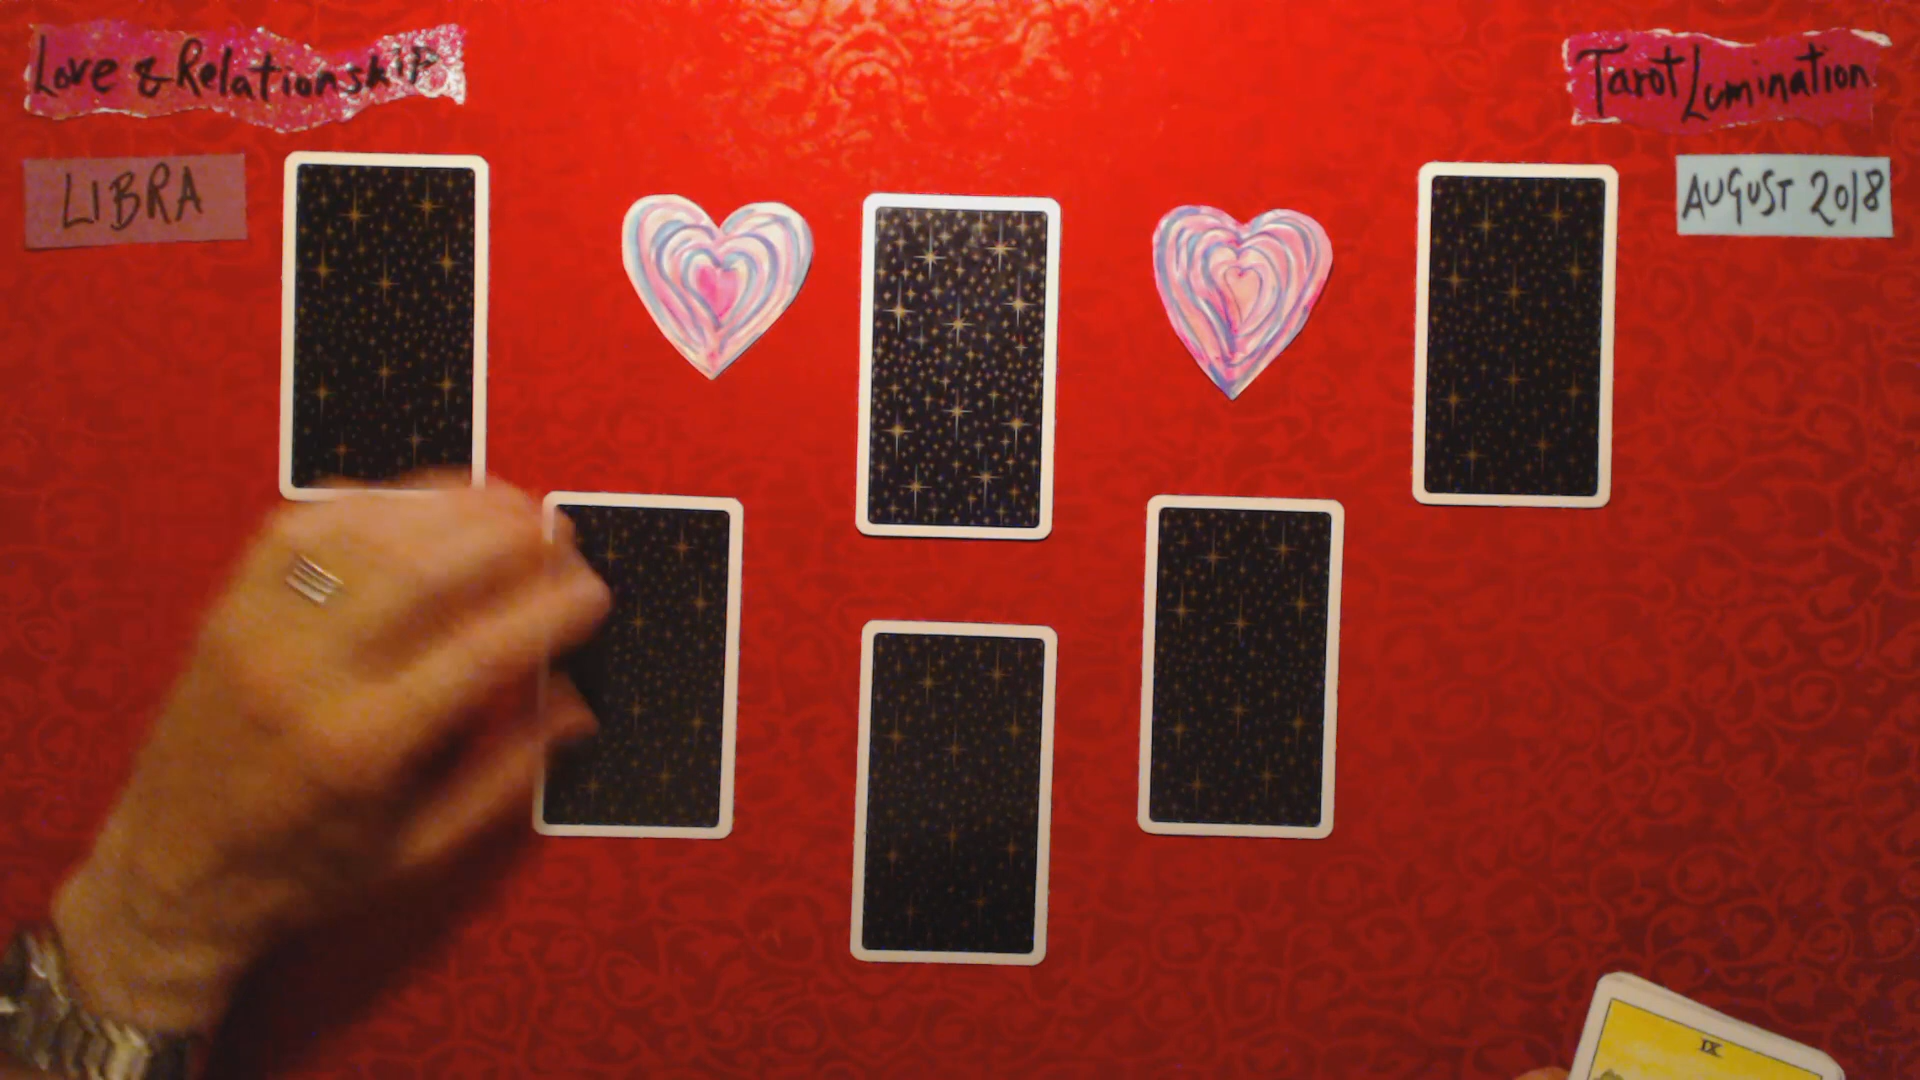 Love & Relationship
Tarot Lumination
LIBRA
AUGUST 2018
IX